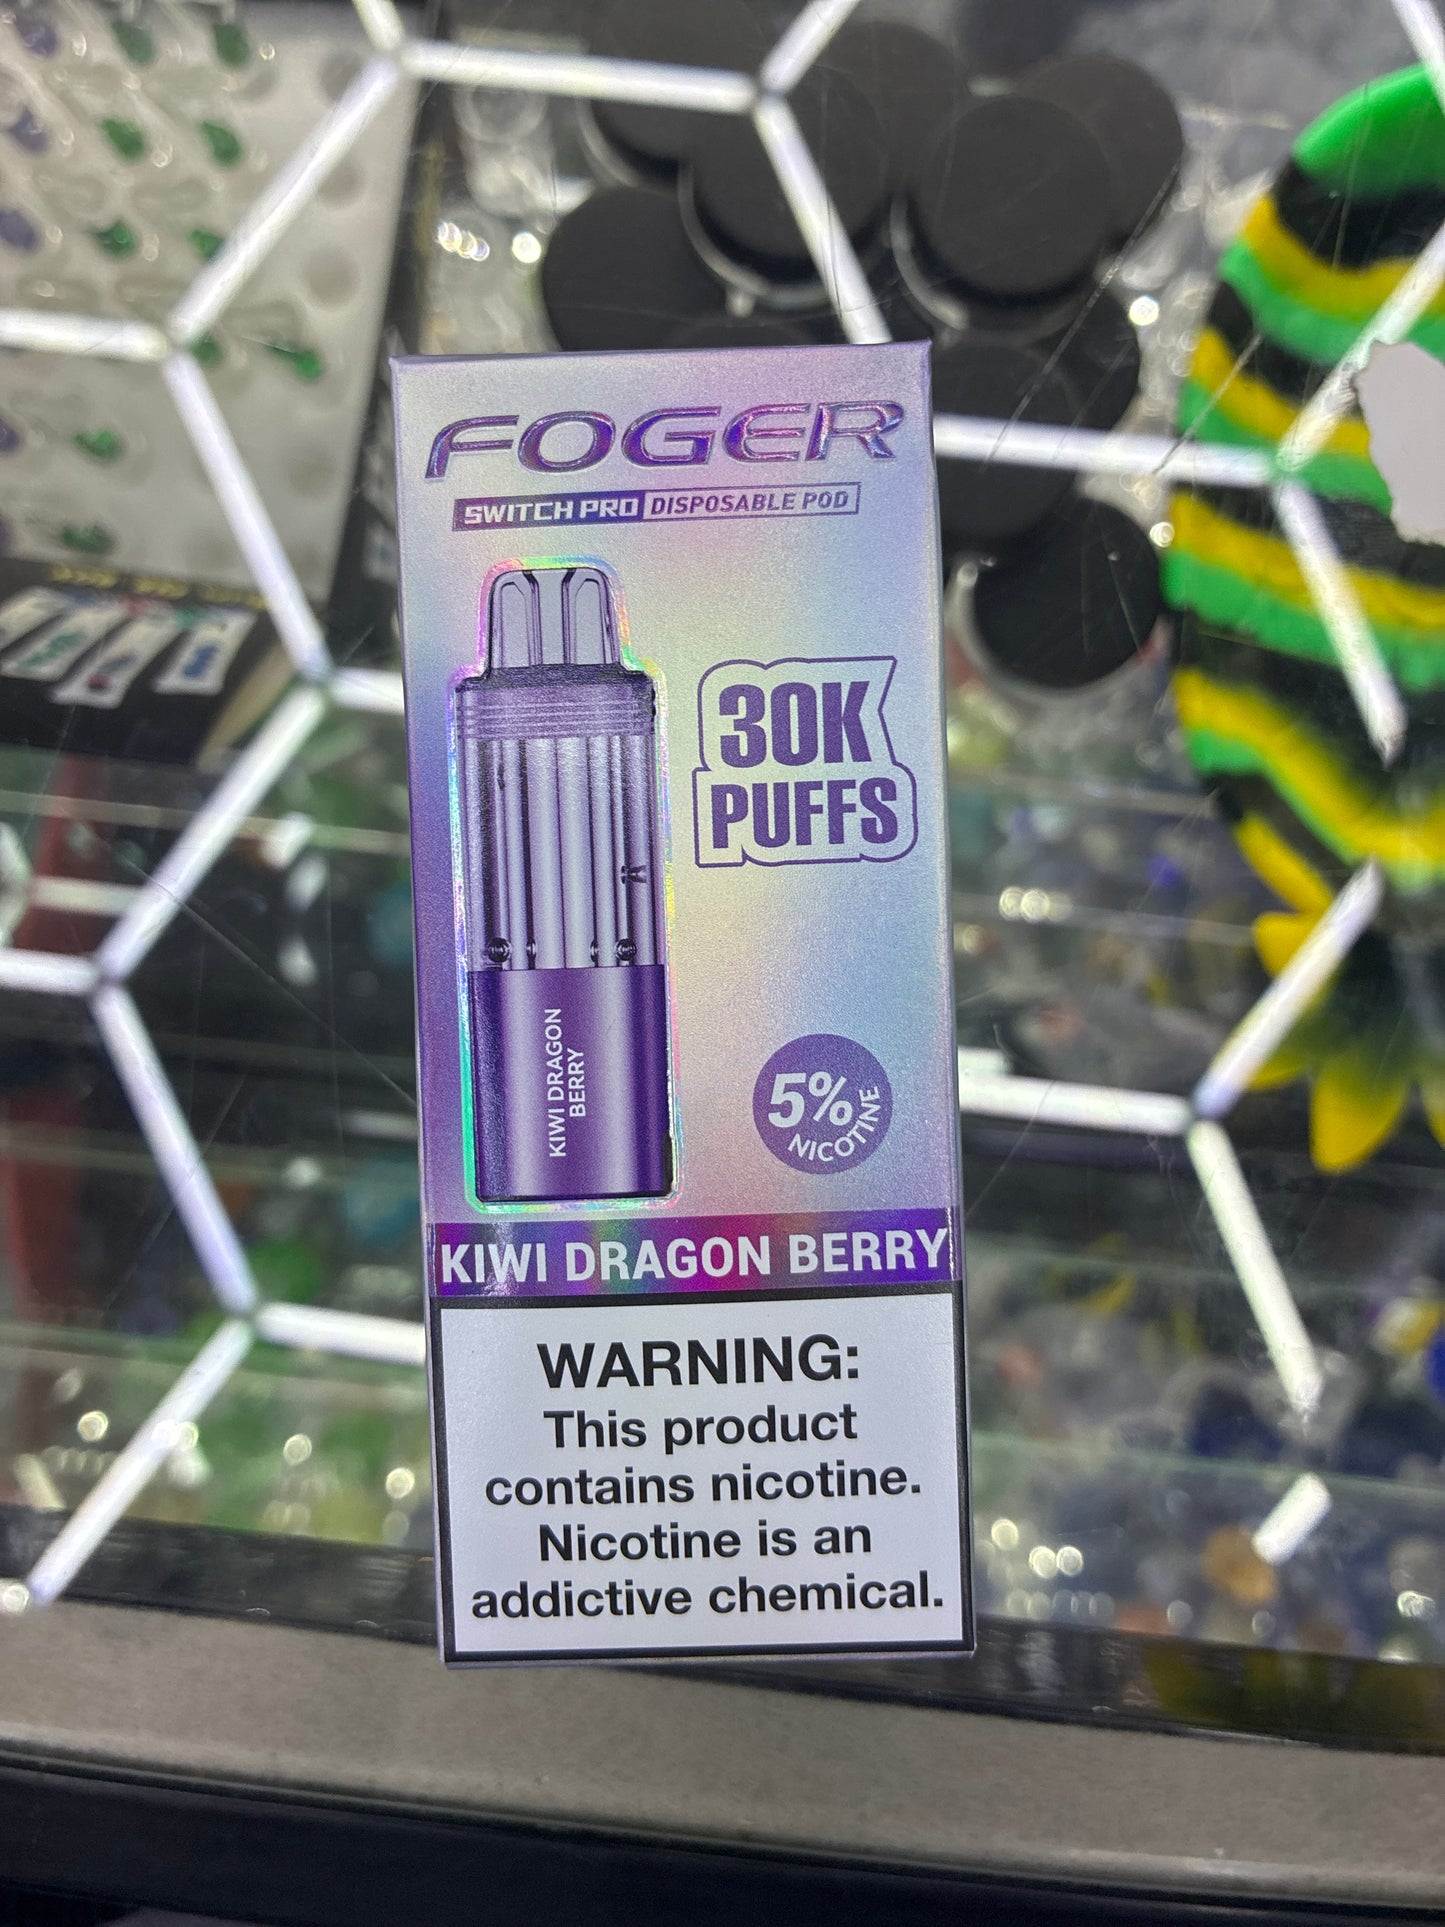 FOGER
SWITCH PRO DISPOSABLE POD
30K
PUFFS
KIWI DRAGON
BERRY
5%
NICOTINE
KIWI DRAGON BERRY
WARNING:
This product
contains nicotine.
Nicotine is an
addictive chemical.